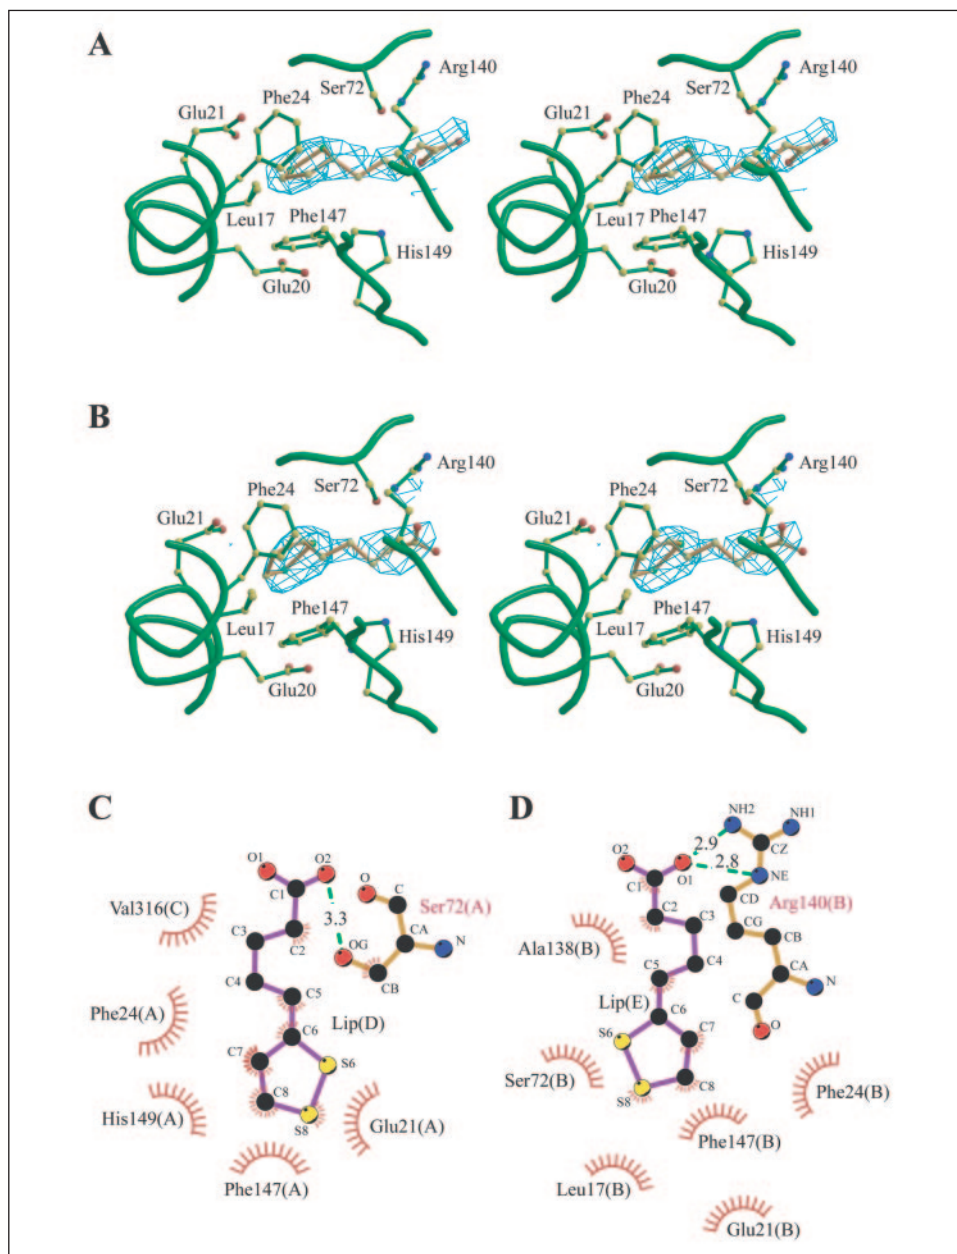 A
Arg140
Ser72
Phe24
Glu21
Leu17
Phe147
His149
Glu20
Arg140
Ser72
Phe24
Glu21
Leu17
Phe147
His149
Glu20
B
Arg140
Ser72
Phe24
Glu21
Phe147
Leu17
His149
Glu20
Arg140
Ser72
Phe24
Glu21
Phe147
Leu17
His149
Glu20
C
O1
O2
C1
O
C
Ser72(A)
Val316(C)
3.3
C3
C2
OG
CA
N
C4
CB
C5
Phe24(A)
Lip(D)
C6
C7
S6
C8
His149(A)
S8
Glu21(A)
Phe147(A)
D
NH2
NH1
2.9
CZ
O2
O1
2.8
NE
C1
CD
Arg140(B)
C2
C3
CG
CB
Ala138(B)
C5
C4
CA
N
Lip(E)
C6
C
S6
C7
O
Ser72(B)
C8
Phe24(B)
S8
Phe147(B)
Leu17(B)
Glu21(B)